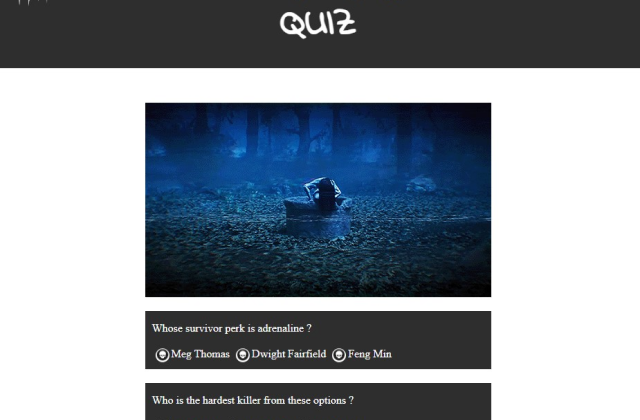 QUIZ
Whose survivor perk is adrenaline ?
Meg Thomas Dwight Fairfield Feng Min
Who is the hardest killer from these options ?